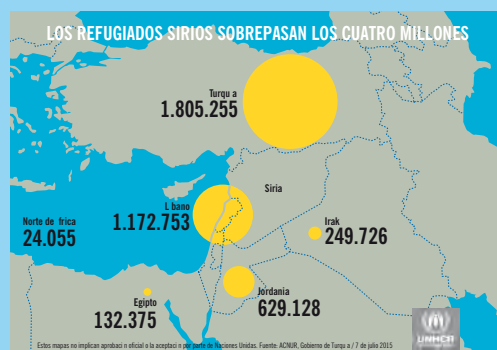 LOS REFUGIADOS SIRIOS SOBREPASAN LOS CUATRO MILLONES
Turqu a
1.805.255
Siria
L bano
1.172.753
Norte de  frica
24.055
Irak
249.726
Jordania
629.128
Egipto
132.375
UNHCR
Estos mapas no implican aprobaci n oficial o la aceptaci n por parte de Naciones Unidas. Fuente: ACNUR, Gobierno de Turqu a / 7 de julio 2015